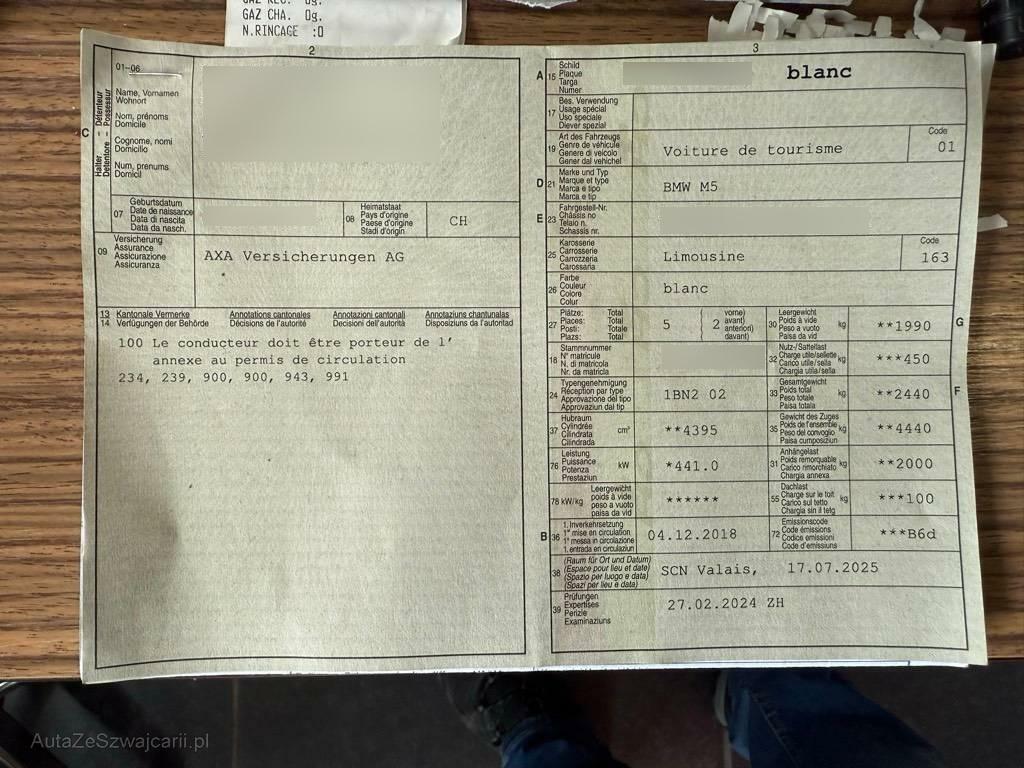 GAZ CHA. 0g,
N.RINCAGE :0
2
01–06
Halter – Détenteur
Detentore – Possessur
C
Name, Vornamen
Wohnort
Nom, prénoms
Domicile
Cognome, nomi
Domicilio
Num, prenums
Domicil
07
Geburtsdatum
Date de naissance
Data di nascita
Data da nasch.
08
Heimatstaat
Pays d'origine
Paese d'origine
Stadi d'origin
CH
09
Versicherung
Assurance
Assicurazione
Assicuranza
AXA Versicherungen AG
13 Kantonale Vermerke Annotations cantonales Annotazioni cantonali Annotaziuns chantunalas
14 Verfügungen der Behörde Décisions de l'autorité Decisioni dell'autorità Disposiziuns da l'autoritad
100 Le conducteur doit être porteur de l'
annexe au permis de circulation
234, 239, 900, 900, 943, 991
3
A 15
Schild
Plaque
Targa
Numer
blanc
17
Bes. Verwendung
Usage spécial
Uso speciale
Diever spezial
19
Art des Fahrzeugs
Genre de véhicule
Genere di veicolo
Gener dal vehichel
Voiture de tourisme
Code
01
D 21
Marke und Typ
Marque et type
Marca e tipo
Marca e tip
BMW M5
E 23
Fahrgestell-Nr.
Châssis no
Telaio n.
Schassis nr.
25
Karosserie
Carrosserie
Carrozzeria
Carossaria
Limousine
Code
163
26
Farbe
Couleur
Colore
Colur
blanc
27
Plätze: Total
Places: Total
Posti: Totale
Plazs: Total
5
2
vorne)
avant)
anteriori)
davant)
30
Leergewicht
Poids à vide
Peso a vuoto
Paisa da vid
kg
**1990
G
18
Stammnummer
N° matricule
N. di matricola
Nr. da matricla
32
Nutz-/Sattellast
Charge utile/sellette
Carico utile/sella
Chargia utila/sella
kg
***450
24
Typengenehmigung
Réception par type
Approvazione del tipo
Approvaziun dal tip
1BN2 02
33
Gesamtgewicht
Poids total
Peso totale
Paisa totala
kg
**2440
F
37
Hubraum
Cylindrée
Cilindrata
Cilindrada
cm³
**4395
35
Gewicht des Zuges
Poids de l'ensemble
Peso del convoglio
Paisa cumposiziun
kg
**4440
76
Leistung
Puissance
Potenza
Prestaziun
kW
*441.0
31
Anhängelast
Poids remorquable
Carico rimorchiato
Chargia annexa
kg
**2000
78 kW/kg
Leergewicht
poids à vide
peso a vuoto
paisa da vid
******
55
Dachlast
Charge sur le toit
Carico sul tetto
Chargia sin il tetg
kg
***100
B 36
1. Inverkehrsetzung
1re mise en circulation
1a messa in circolazione
1. entrada en circulaziun
04.12.2018
72
Emissionscode
Code émissions
Codice emissioni
Code d'emissiuns
***B6d
38
(Raum für Ort und Datum)
(Espace pour lieu et date)
(Spazio per luogo e data)
(Spazi per lieu e data)
SCN Valais, 17.07.2025
39
Prüfungen
Expertises
Perizie
Examinaziuns
27.02.2024 ZH
AutaZeSzwajcarii.pl